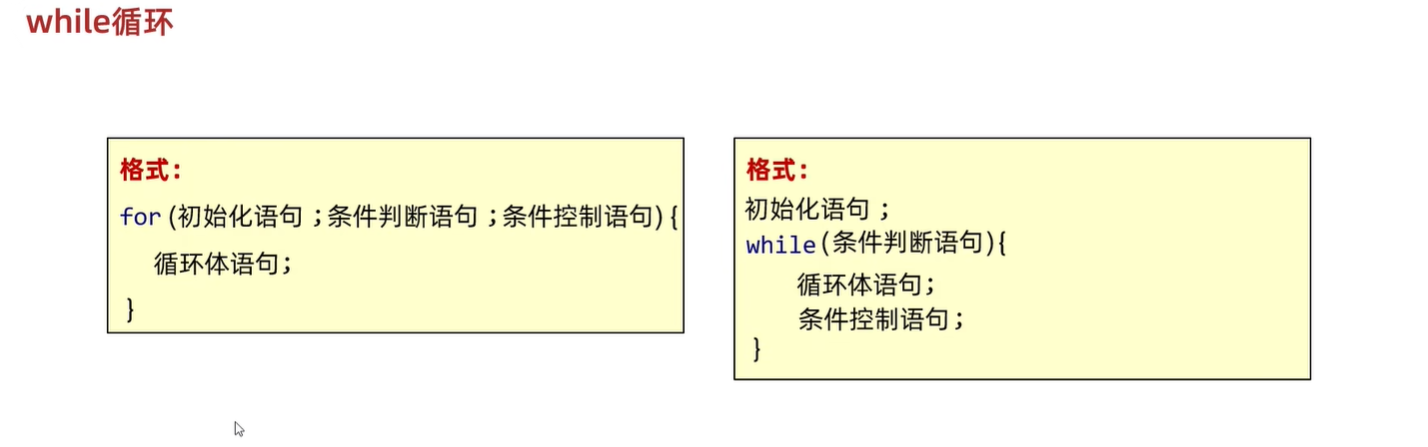 while循环
格式：
for (初始化语句 ;条件判断语句 ;条件控制语句) {
循环体语句;
}
格式：
初始化语句 ;
while (条件判断语句){
循环体语句;
条件控制语句;
}